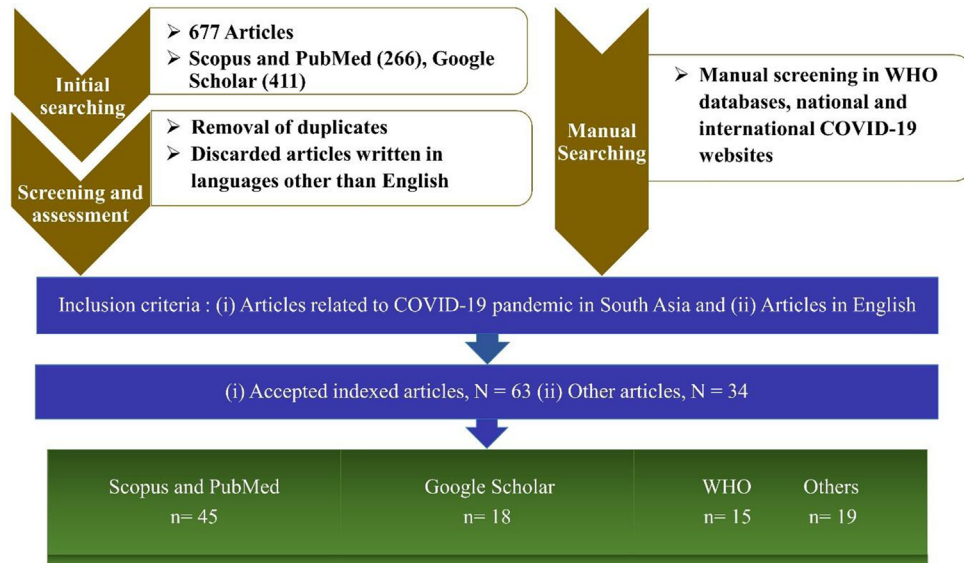 Initial
searching
➢ 677 Articles
➢ Scopus and PubMed (266), Google
Scholar (411)
Screening and
assessment
➢ Removal of duplicates
➢ Discarded articles written in
languages other than English
Manual
Searching
➢ Manual screening in WHO
databases, national and
international COVID-19
websites
Inclusion criteria : (i) Articles related to COVID-19 pandemic in South Asia and (ii) Articles in English
(i) Accepted indexed articles, N = 63 (ii) Other articles, N = 34
Scopus and PubMed
n= 45
Google Scholar
n= 18
WHO
n= 15
Others
n= 19